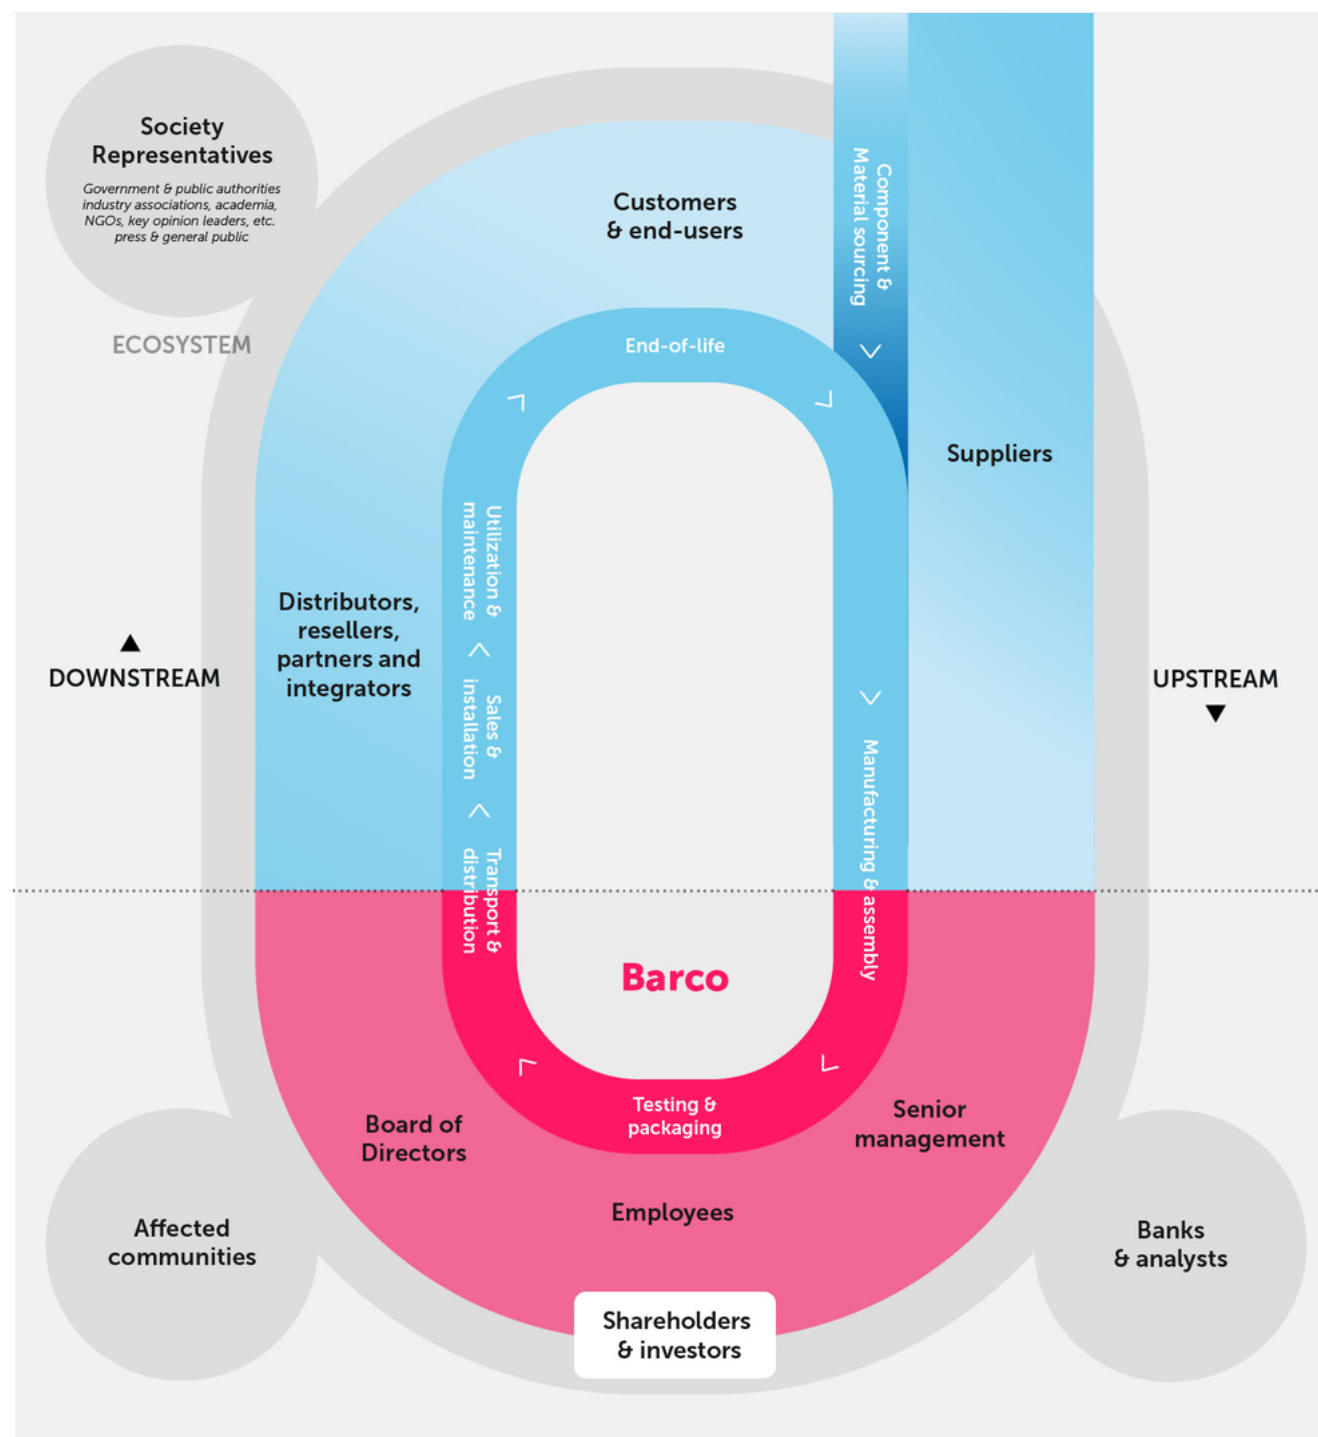 Society
Representatives
Government & public authorities
industry associations, academia,
NGOs, key opinion leaders, etc.
press & general public
ECOSYSTEM
Customers
& end-users
Component &
Material sourcing
End-of-life
Suppliers
Utilization &
maintenance
Distributors,
resellers,
partners and
integrators
DOWNSTREAM
UPSTREAM
Sales &
installation
Manufacturing & assembly
Transport &
distribution
Barco
Testing &
packaging
Board of
Directors
Senior
management
Employees
Affected
communities
Banks
& analysts
Shareholders
& investors